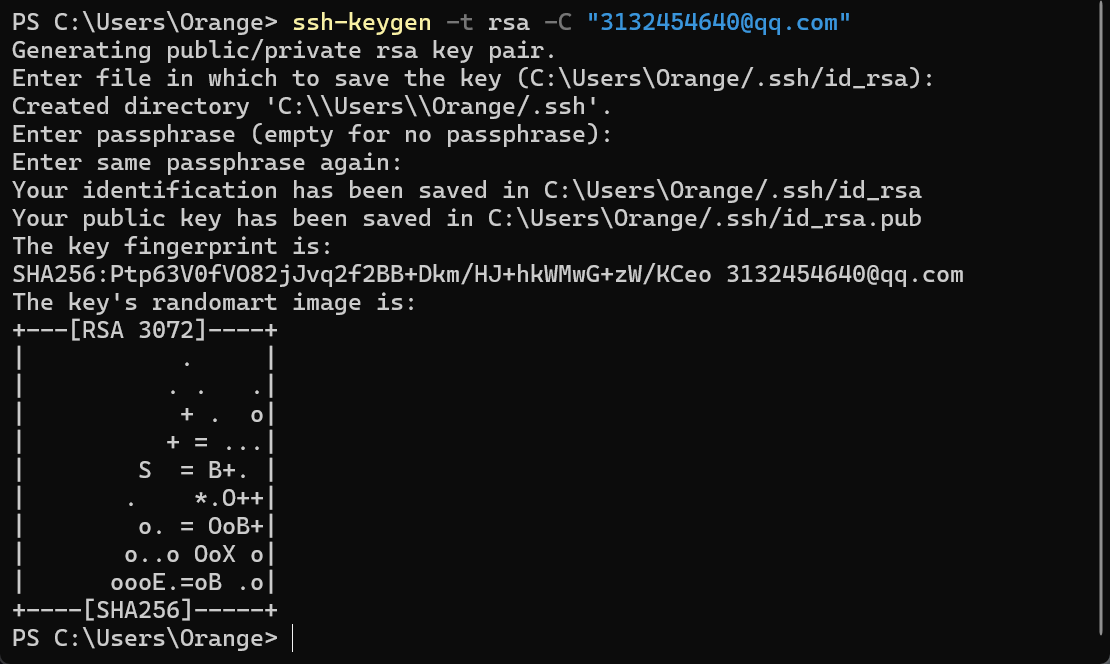 PS C:\Users\Orange> ssh-keygen -t rsa -C "3132454640@qq.com"
Generating public/private rsa key pair.
Enter file in which to save the key (C:\Users\Orange/.ssh/id_rsa):
Created directory 'C:\\Users\\Orange/.ssh'.
Enter passphrase (empty for no passphrase):
Enter same passphrase again:
Your identification has been saved in C:\Users\Orange/.ssh/id_rsa
Your public key has been saved in C:\Users\Orange/.ssh/id_rsa.pub
The key fingerprint is:
SHA256:Ptp63V0fVO82jJvq2f2BB+Dkm/HJ+hkWMwG+zW/KCeo 3132454640@qq.com
The key's randomart image is:
+---[RSA 3072]----+
|           .     |
|          . .   .|
|           + .  o|
|          + = ...|
|        S  = B+. |
|       .    *.O++|
|        o. = OoB+|
|       o..o OoX o|
|      oooE.=oB .o|
+----[SHA256]-----+
PS C:\Users\Orange>